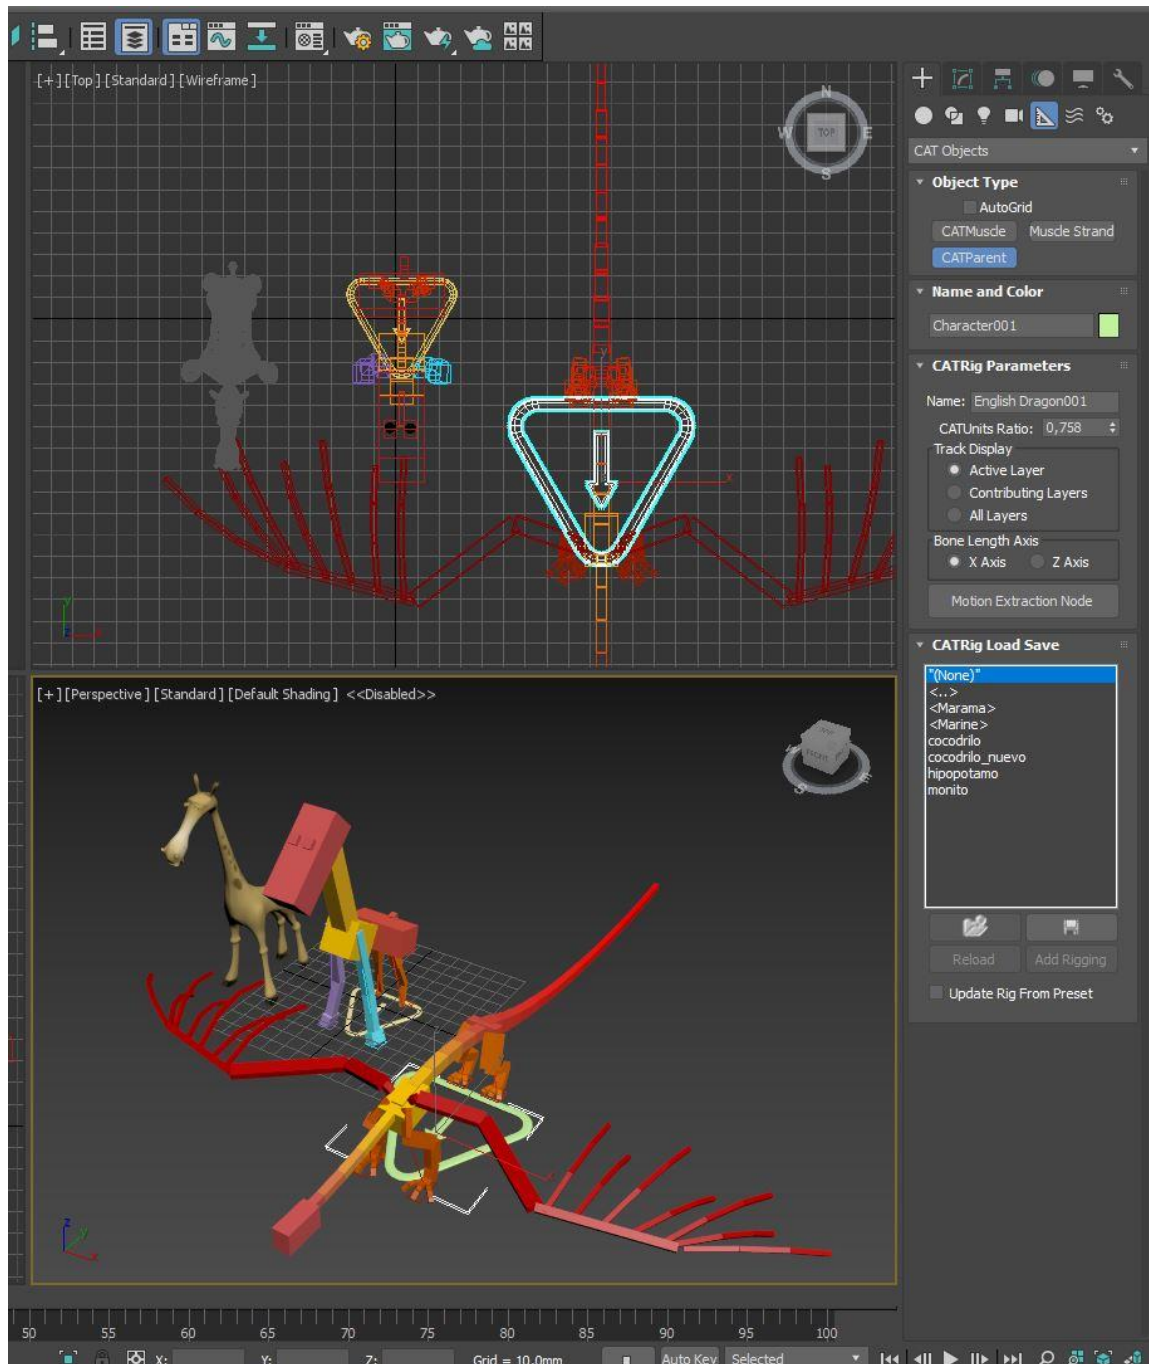 [+] [Top] [Standard] [Wireframe]
N
W
TOP
E
S
CAT Objects
Object Type
AutoGrid
CATMuscle Muscle Strand
CATParent
Name and Color
Character001
CATRig Parameters
Name: English Dragon001
CATUnits Ratio: 0,758
Track Display
Active Layer
Contributing Layers
All Layers
Bone Length Axis
X Axis Z Axis
Motion Extraction Node
CATRig Load Save
"(None)"
<..>
<Marama>
<Marine>
cocodrilo
cocodrilo_nuevo
hipopotamo
monito
Reload Add Rigging
Update Rig From Preset
y
x
y
z
x
[+] [Perspective] [Standard] [Default Shading] <<Disabled>>
FRONT
S
E
z
y
x
50 55 60 65 70 75 80 85 90 95 100
X: Y: Z: Grid = 10,0mm Auto Key Selected